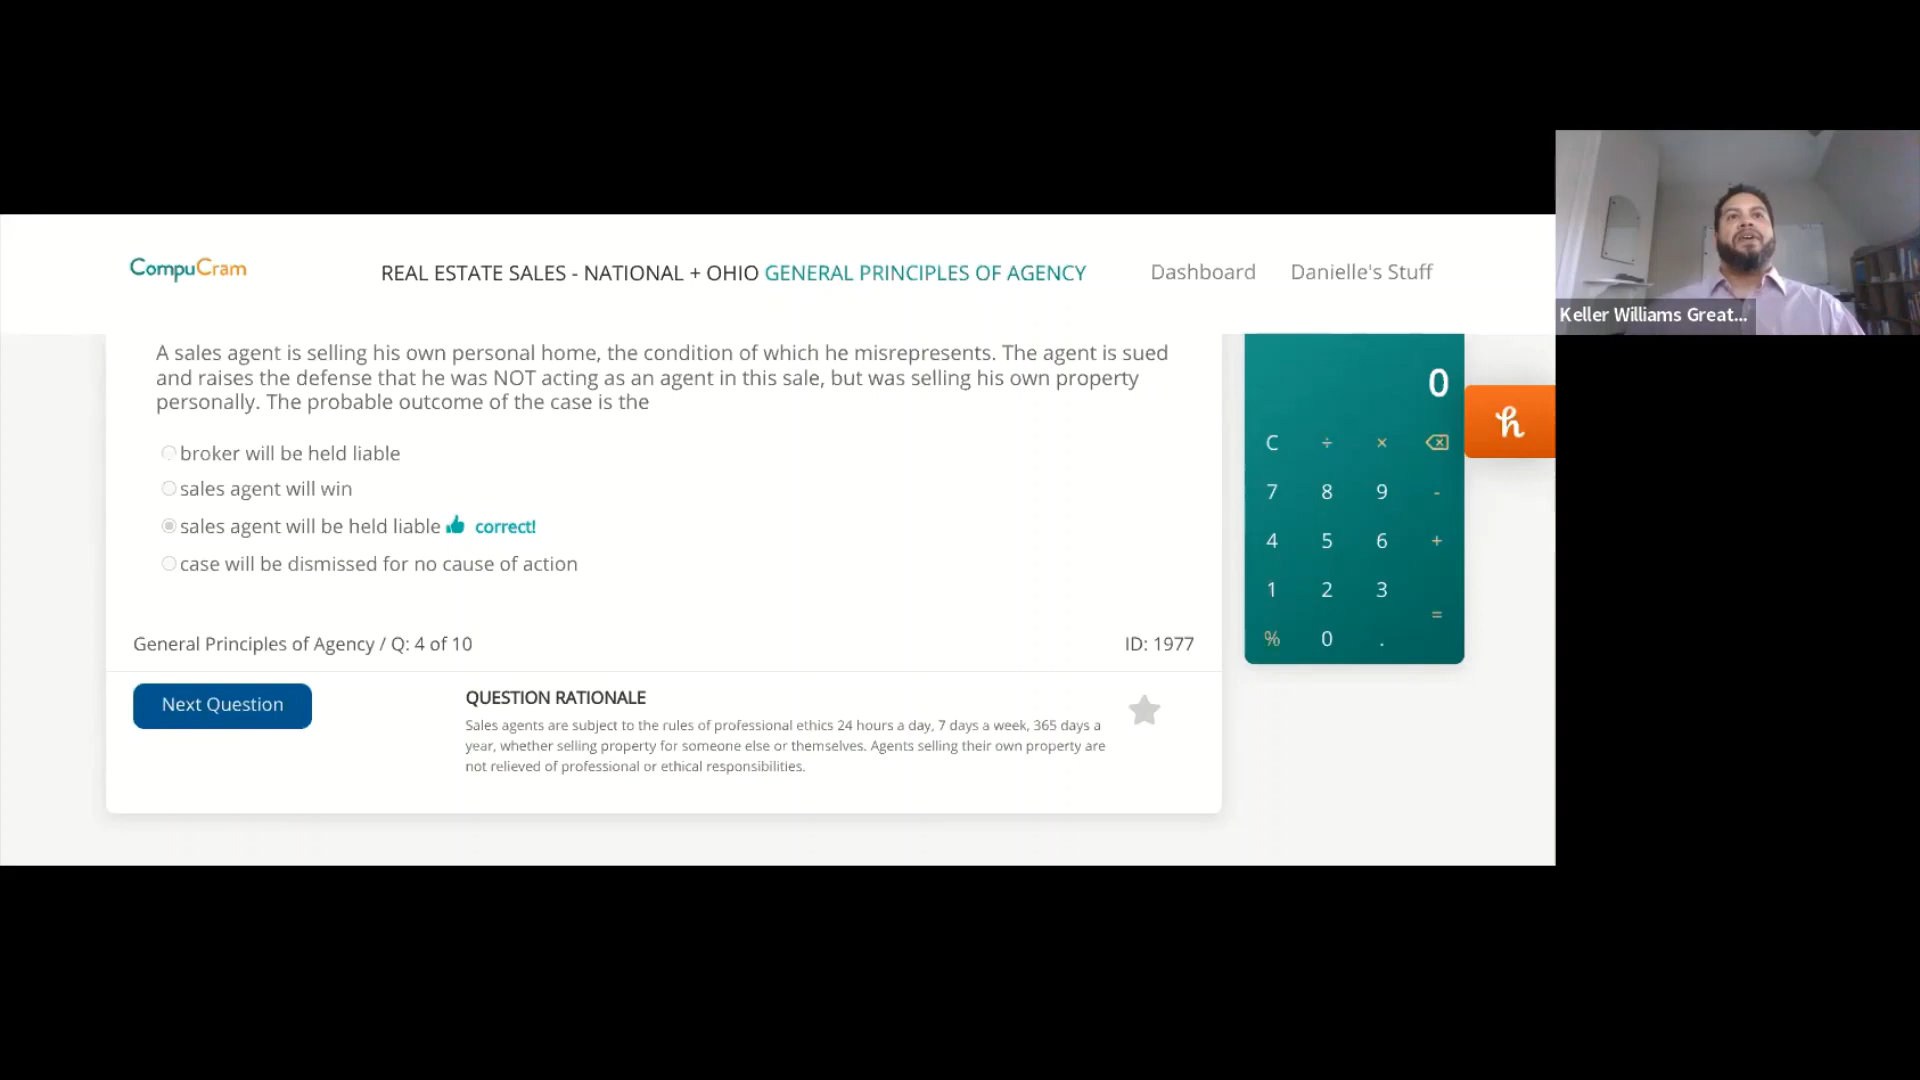 CompuCram
REAL ESTATE SALES - NATIONAL + OHIO GENERAL PRINCIPLES OF AGENCY
Dashboard
Danielle's Stuff
Keller Williams Great...
A sales agent is selling his own personal home, the condition of which he misrepresents. The agent is sued
and raises the defense that he was NOT acting as an agent in this sale, but was selling his own property
personally. The probable outcome of the case is the
broker will be held liable
sales agent will win
sales agent will be held liable correct!
case will be dismissed for no cause of action
General Principles of Agency / Q: 4 of 10
ID: 1977
Next Question
QUESTION RATIONALE
Sales agents are subject to the rules of professional ethics 24 hours a day, 7 days a week, 365 days a
year, whether selling property for someone else or themselves. Agents selling their own property are
not relieved of professional or ethical responsibilities.
0
C ÷ ×
7 8 9 -
4 5 6 +
1 2 3
=
% 0 .
h